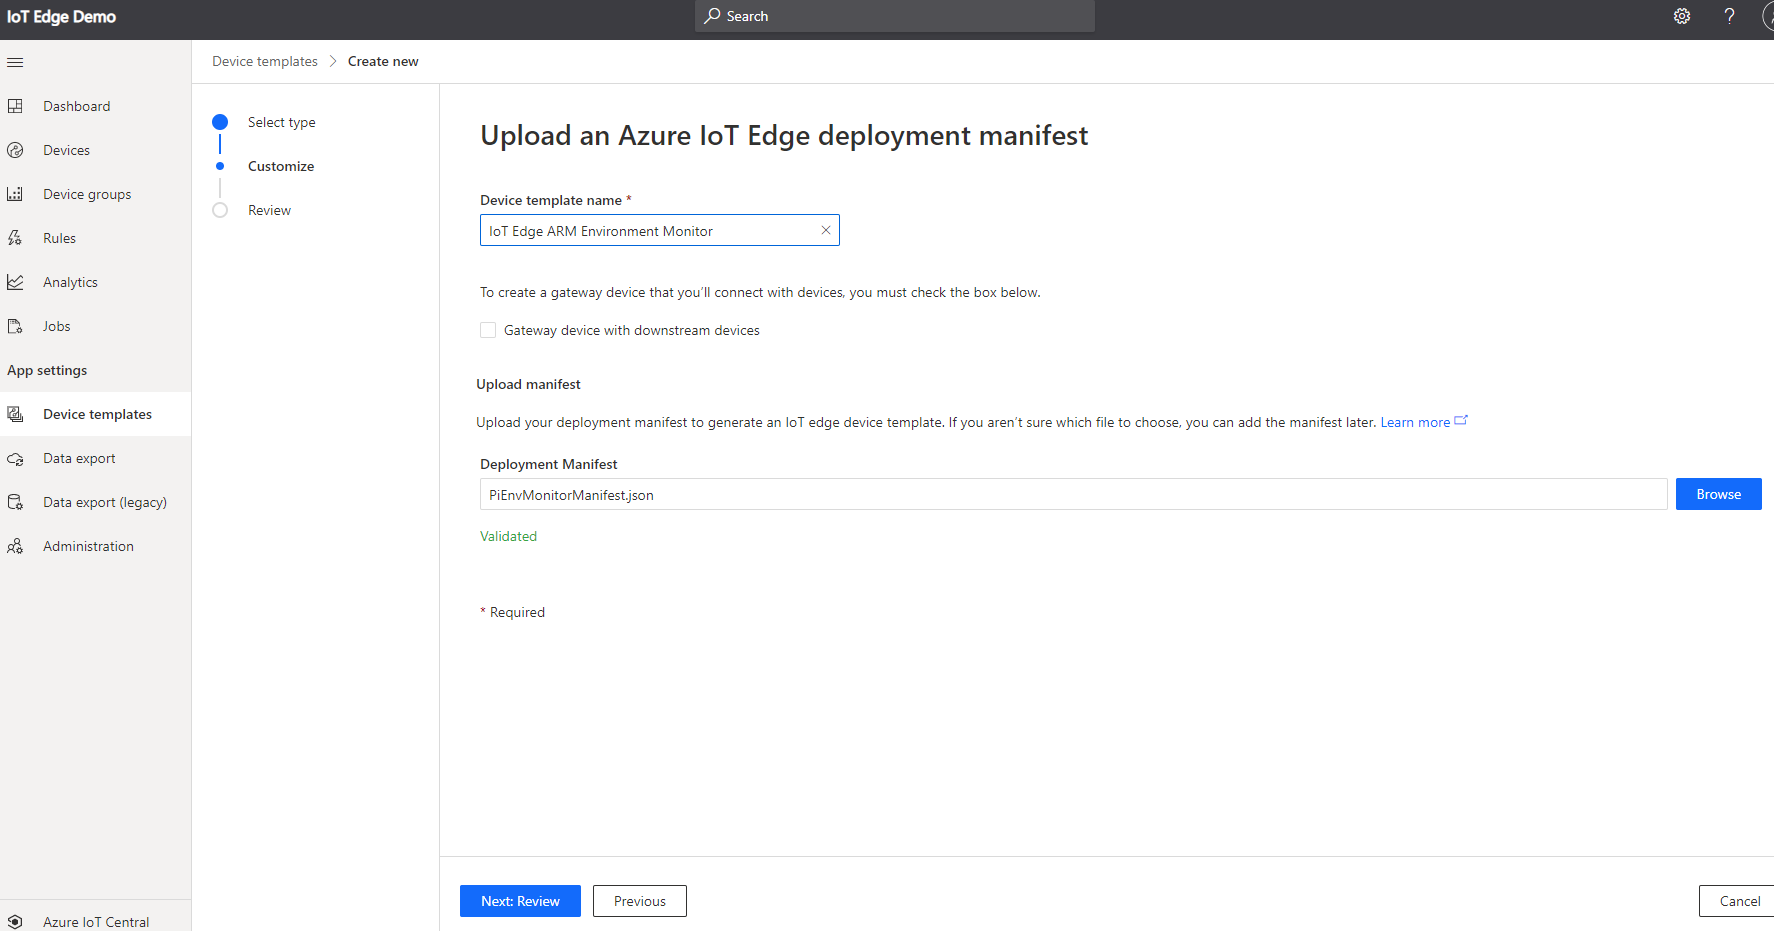 IoT Edge Demo
Search
?
Device templates > Create new
Dashboard
Devices
Device groups
Rules
Analytics
Jobs
App settings
Device templates
Data export
Data export (legacy)
Administration
Azure IoT Central
Select type
Customize
Review
Upload an Azure IoT Edge deployment manifest
Device template name *
IoT Edge ARM Environment Monitor
To create a gateway device that you’ll connect with devices, you must check the box below.
Gateway device with downstream devices
Upload manifest
Upload your deployment manifest to generate an IoT edge device template. If you aren’t sure which file to choose, you can add the manifest later. Learn more
Deployment Manifest
PiEnvMonitorManifest.json
Browse
Validated
* Required
Next: Review
Previous
Cancel